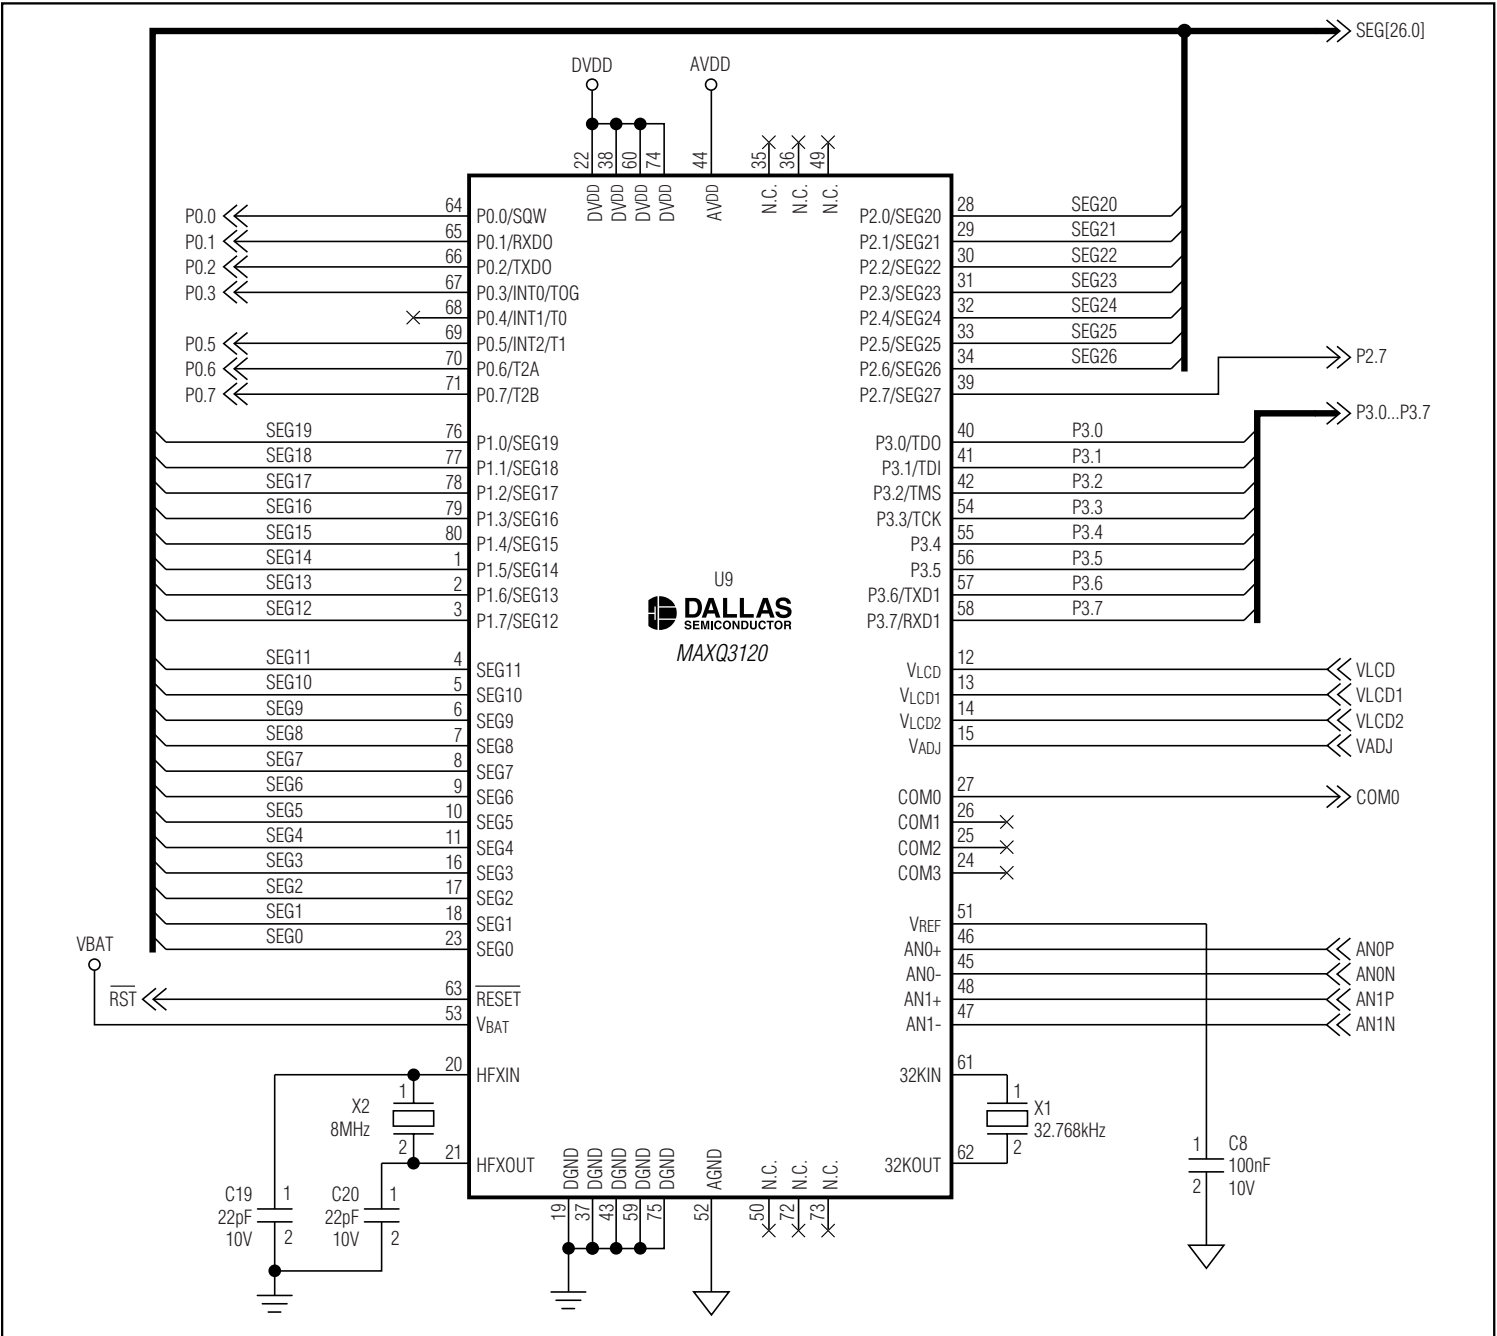 SEG[26.0]
DVDD AVDD
22 38 60 74 44 35 36 49
DVDD DVDD DVDD DVDD AVDD N.C. N.C. N.C.
P0.0 64 P0.0/SQW P2.0/SEG20 28 SEG20
P0.1 65 P0.1/RXDO P2.1/SEG21 29 SEG21
P0.2 66 P0.2/TXDO P2.2/SEG22 30 SEG22
P0.3 67 P0.3/INT0/TOG P2.3/SEG23 31 SEG23
68 P0.4/INT1/T0 P2.4/SEG24 32 SEG24
P0.5 69 P0.5/INT2/T1 P2.5/SEG25 33 SEG25
P0.6 70 P0.6/T2A P2.6/SEG26 34 SEG26 P2.7
P0.7 71 P0.7/T2B P2.7/SEG27 39
P3.0...P3.7
SEG19 76 P1.0/SEG19 P3.0/TDO 40 P3.0
SEG18 77 P1.1/SEG18 P3.1/TDI 41 P3.1
SEG17 78 P1.2/SEG17 P3.2/TMS 42 P3.2
SEG16 79 P1.3/SEG16 P3.3/TCK 54 P3.3
SEG15 80 P1.4/SEG15 P3.4 55 P3.4
SEG14 1 P1.5/SEG14 P3.5 56 P3.5
SEG13 2 P1.6/SEG13 P3.6/TXD1 57 P3.6
SEG12 3 P1.7/SEG12 P3.7/RXD1 58 P3.7
U9
DALLAS
SEMICONDUCTOR
MAXQ3120
SEG11 4 SEG11 VLCD 12 VLCD
SEG10 5 SEG10 VLCD1 13 VLCD1
SEG9 6 SEG9 VLCD2 14 VLCD2
SEG8 7 SEG8 VADJ 15 VADJ
SEG7 8 SEG7
SEG6 9 SEG6 COM0 27 COM0
SEG5 10 SEG5 COM1 26
SEG4 11 SEG4 COM2 25
SEG3 16 SEG3 COM3 24
SEG2 17 SEG2
SEG1 18 SEG1 VREF 51
SEG0 23 SEG0 AN0+ 46 AN0P
VBAT AN0- 45 AN0N
RST 63 RESET AN1+ 48 AN1P
53 VBAT AN1- 47 AN1N
20 HFXIN 32KIN 61
X2 1 1 X1
8MHz 2 2 32.768kHz
21 HFXOUT 32KOUT 62
1 C8
100nF
2 10V
DGND DGND DGND DGND DGND AGND N.C. N.C. N.C.
19 37 43 59 75 52 50 72 73
C19 1 C20 1
22pF 22pF
10V 2 10V 2